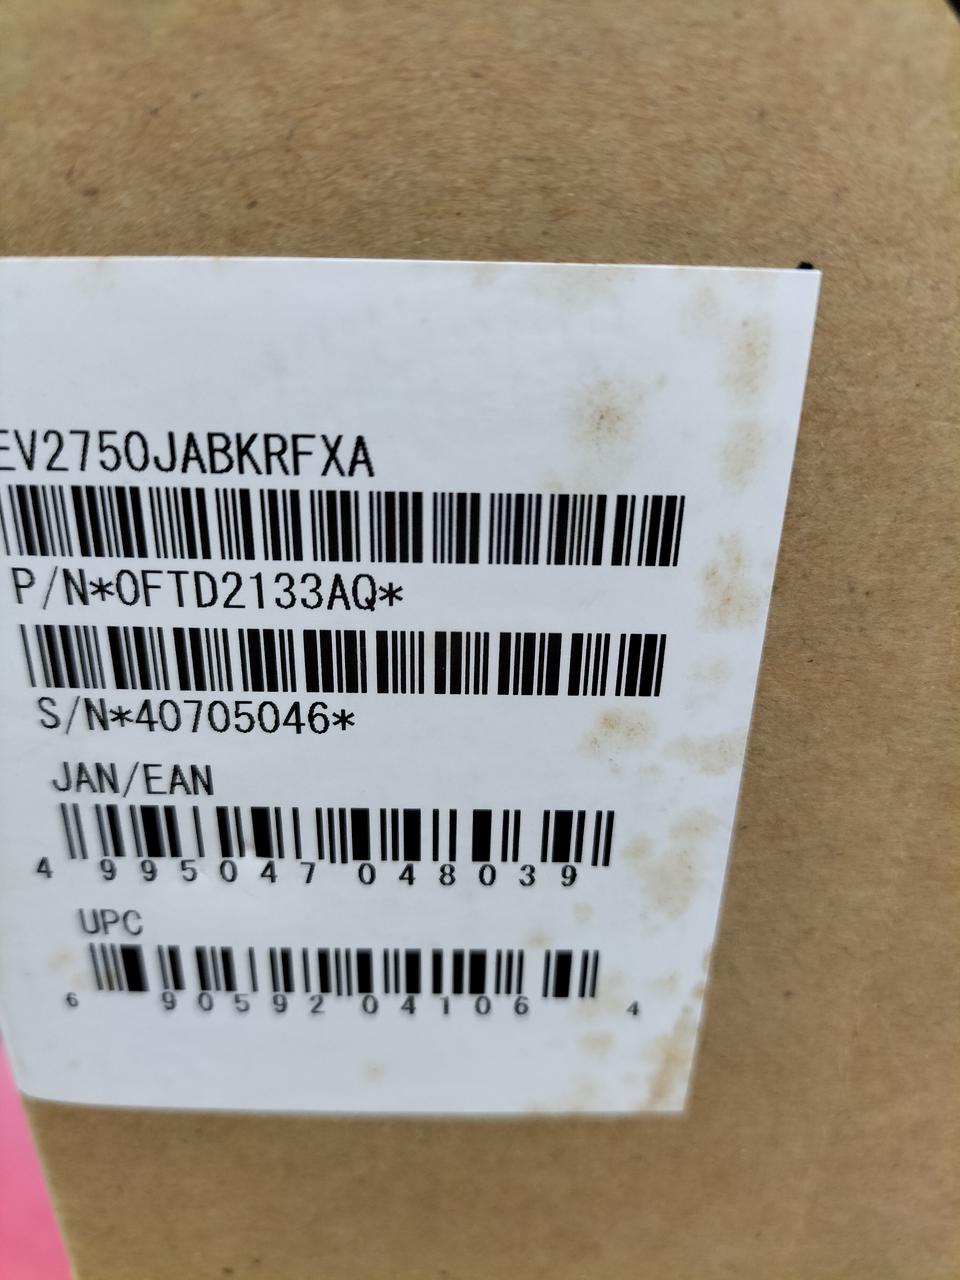 EV2750JABKRFXA
P/N*0FTD2133AQ*
S/N*40705046*
JAN/EAN
4 995047 048039
UPC
6 90592 04106 4